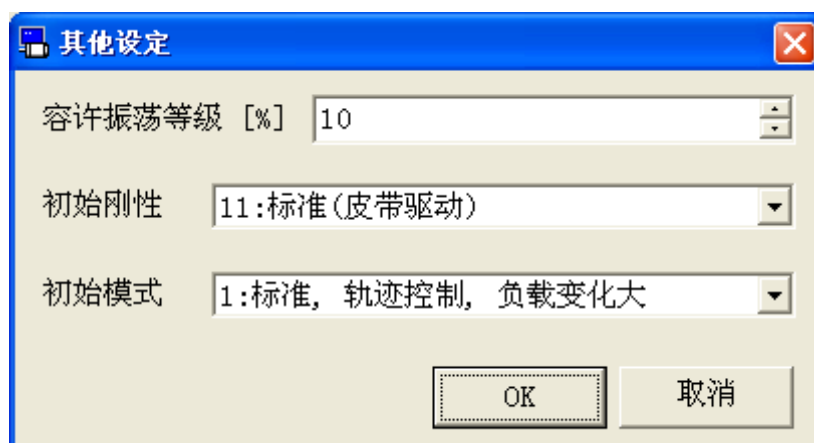 其他设定
容许振荡等级 [%] 10
初始刚性 11:标准(皮带驱动)
初始模式 1:标准, 轨迹控制, 负载变化大
OK 取消